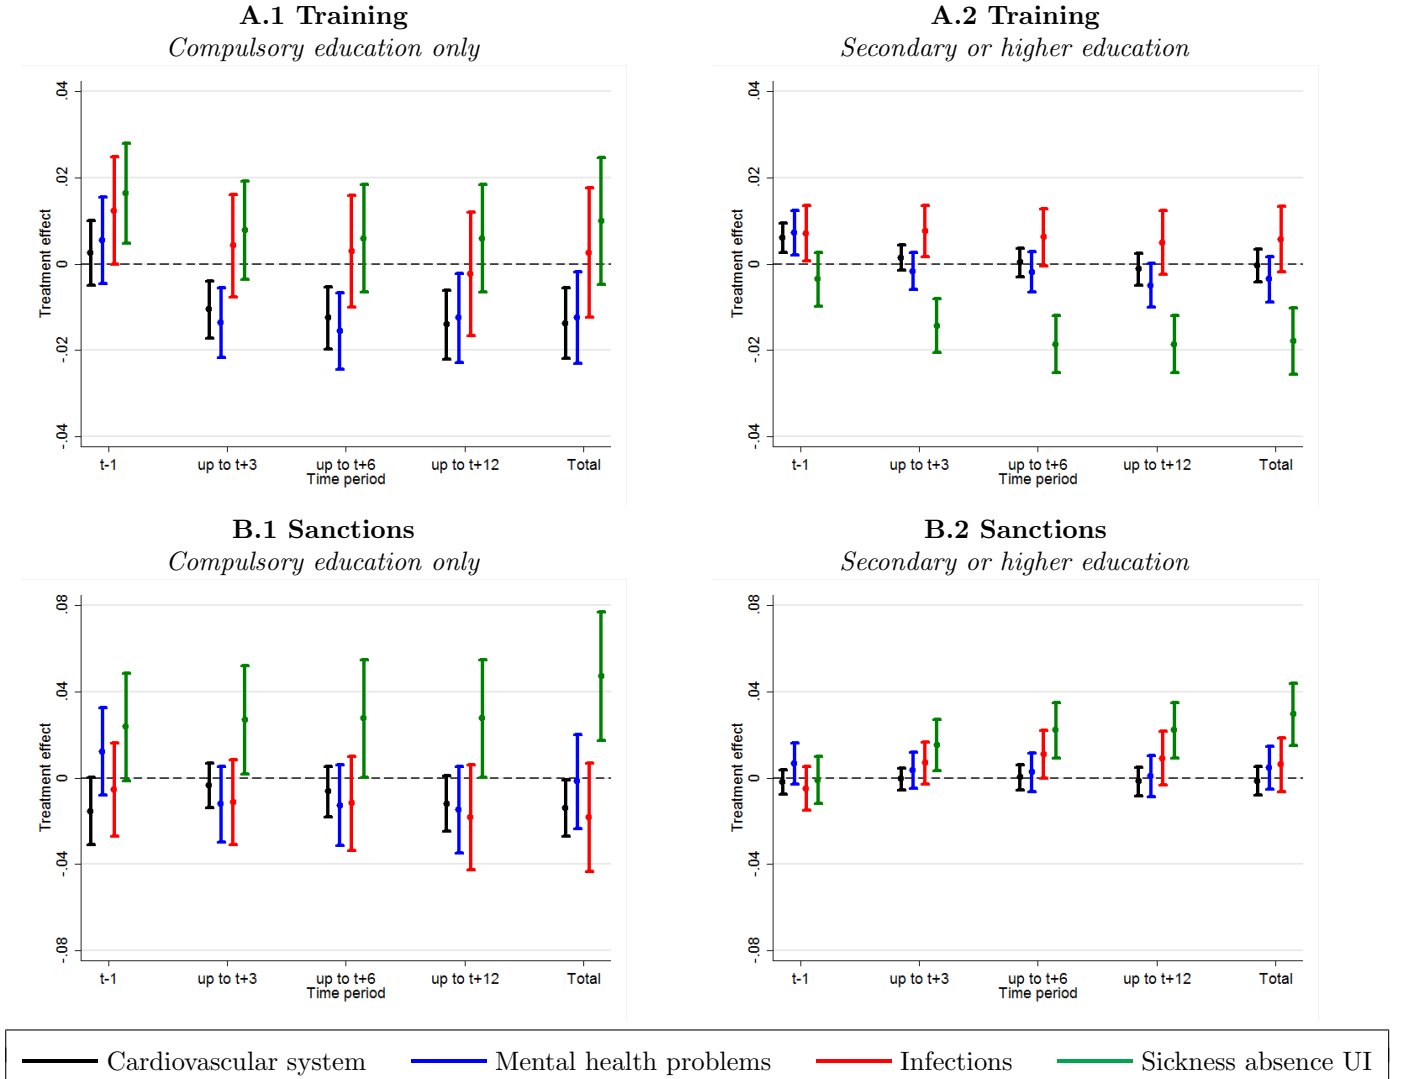 A.1 Training
Compulsory education only
.04
.02
0
-.02
-.04
Treatment effect
t-1
up to t+3
up to t+6
up to t+12
Total
Time period
A.2 Training
Secondary or higher education
.04
.02
0
-.02
-.04
Treatment effect
t-1
up to t+3
up to t+6
up to t+12
Total
Time period
B.1 Sanctions
Compulsory education only
.08
.04
0
-.04
-.08
Treatment effect
t-1
up to t+3
up to t+6
up to t+12
Total
Time period
B.2 Sanctions
Secondary or higher education
.08
.04
0
-.04
-.08
Treatment effect
t-1
up to t+3
up to t+6
up to t+12
Total
Time period
Cardiovascular system Mental health problems Infections Sickness absence UI